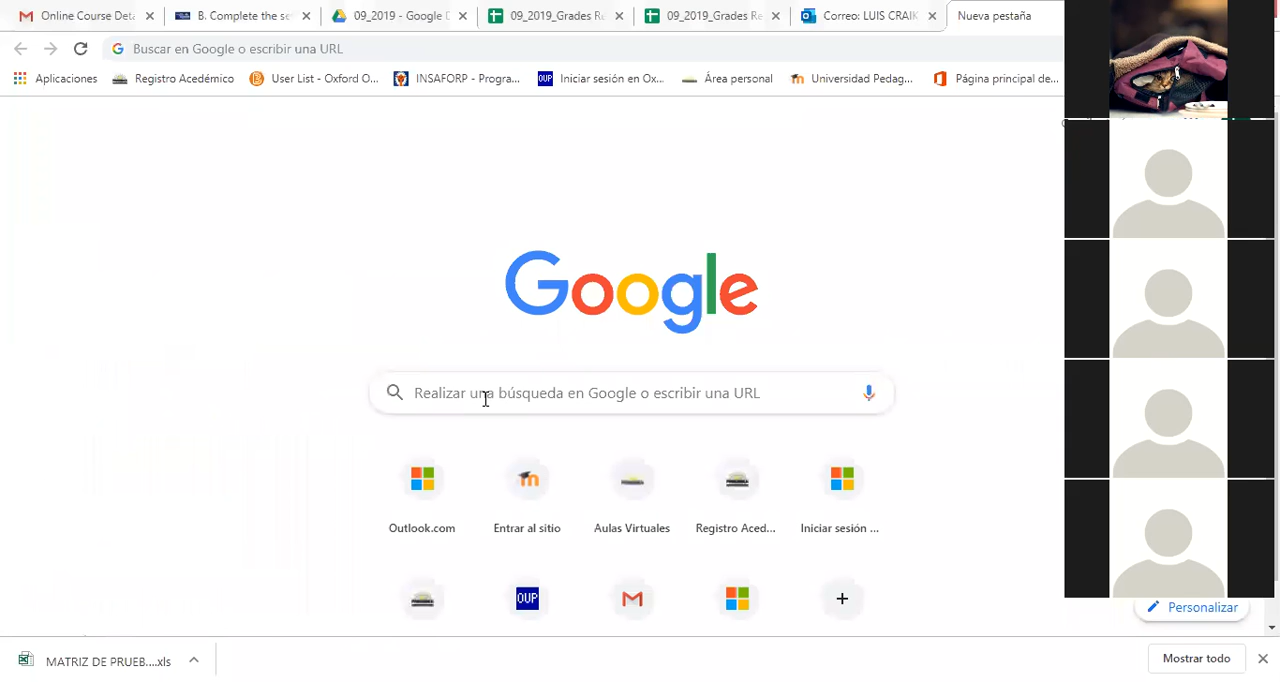 Online Course Deta
B. Complete the se
09_2019 - Google D
09_2019_Grades Re
09_2019_Grades Re
Correo: LUIS CRAIK
Nueva pestaña
Buscar en Google o escribir una URL
Aplicaciones
Registro Académico
User List - Oxford O...
INSAFORP - Progra...
OUP
Iniciar sesión en Ox...
Área personal
Universidad Pedag...
Página principal de...
Google
Realizar una búsqueda en Google o escribir una URL
Outlook.com
Entrar al sitio
Aulas Virtuales
Registro Aced...
Iniciar sesión ...
OUP
Personalizar
MATRIZ DE PRUEB....xls
Mostrar todo